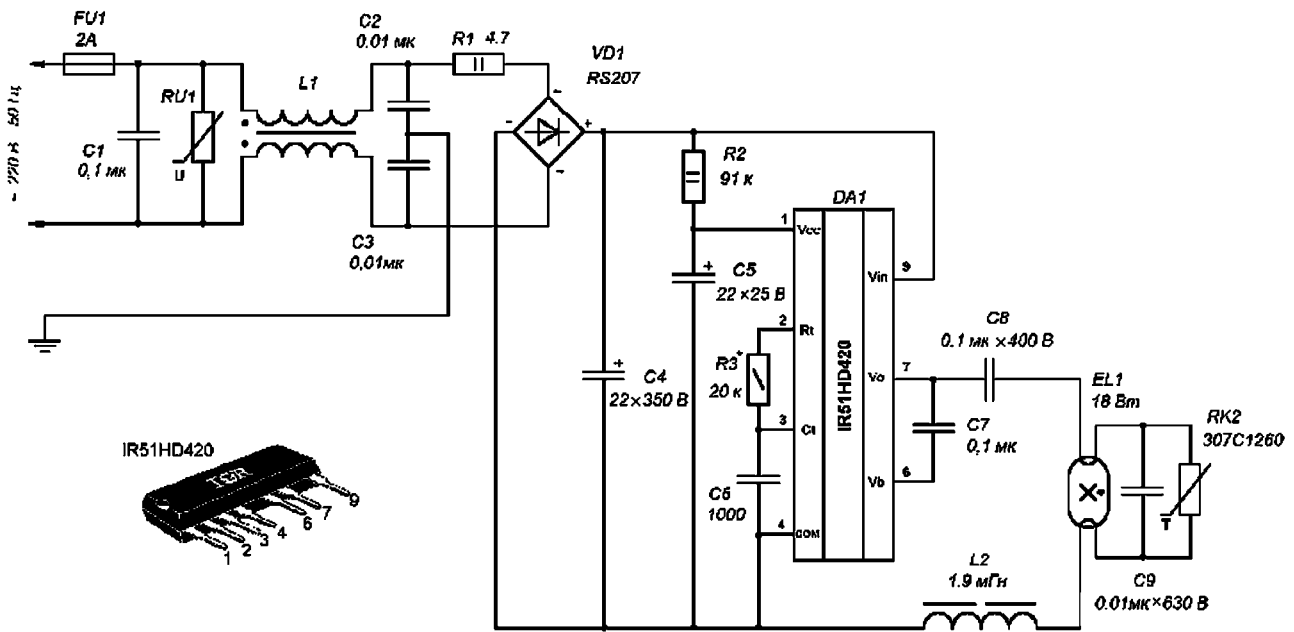 FU1
2A
~ 220 В 50 Гц
C1
0,1 мк
RU1
U
L1
C2
0.01 мк
C3
0,01мк
R1 4.7
VD1
RS207
~
-
+
~
R2
91 к
C5
+
22×25 В
C4
+
22×350 В
R3*
20 к
C6
1000
DA1
IR51HD420
1
Vcc
2
Rt
3
Ct
4
COM
Vin
9
Vo
7
Vb
6
C8
0.1 мк ×400 В
C7
0,1 мк
EL1
18 Вт
RK2
307C1260
T
C9
0.01мк×630 В
L2
1.9 мГн
IR51HD420
1
2
3
4
6
7
9